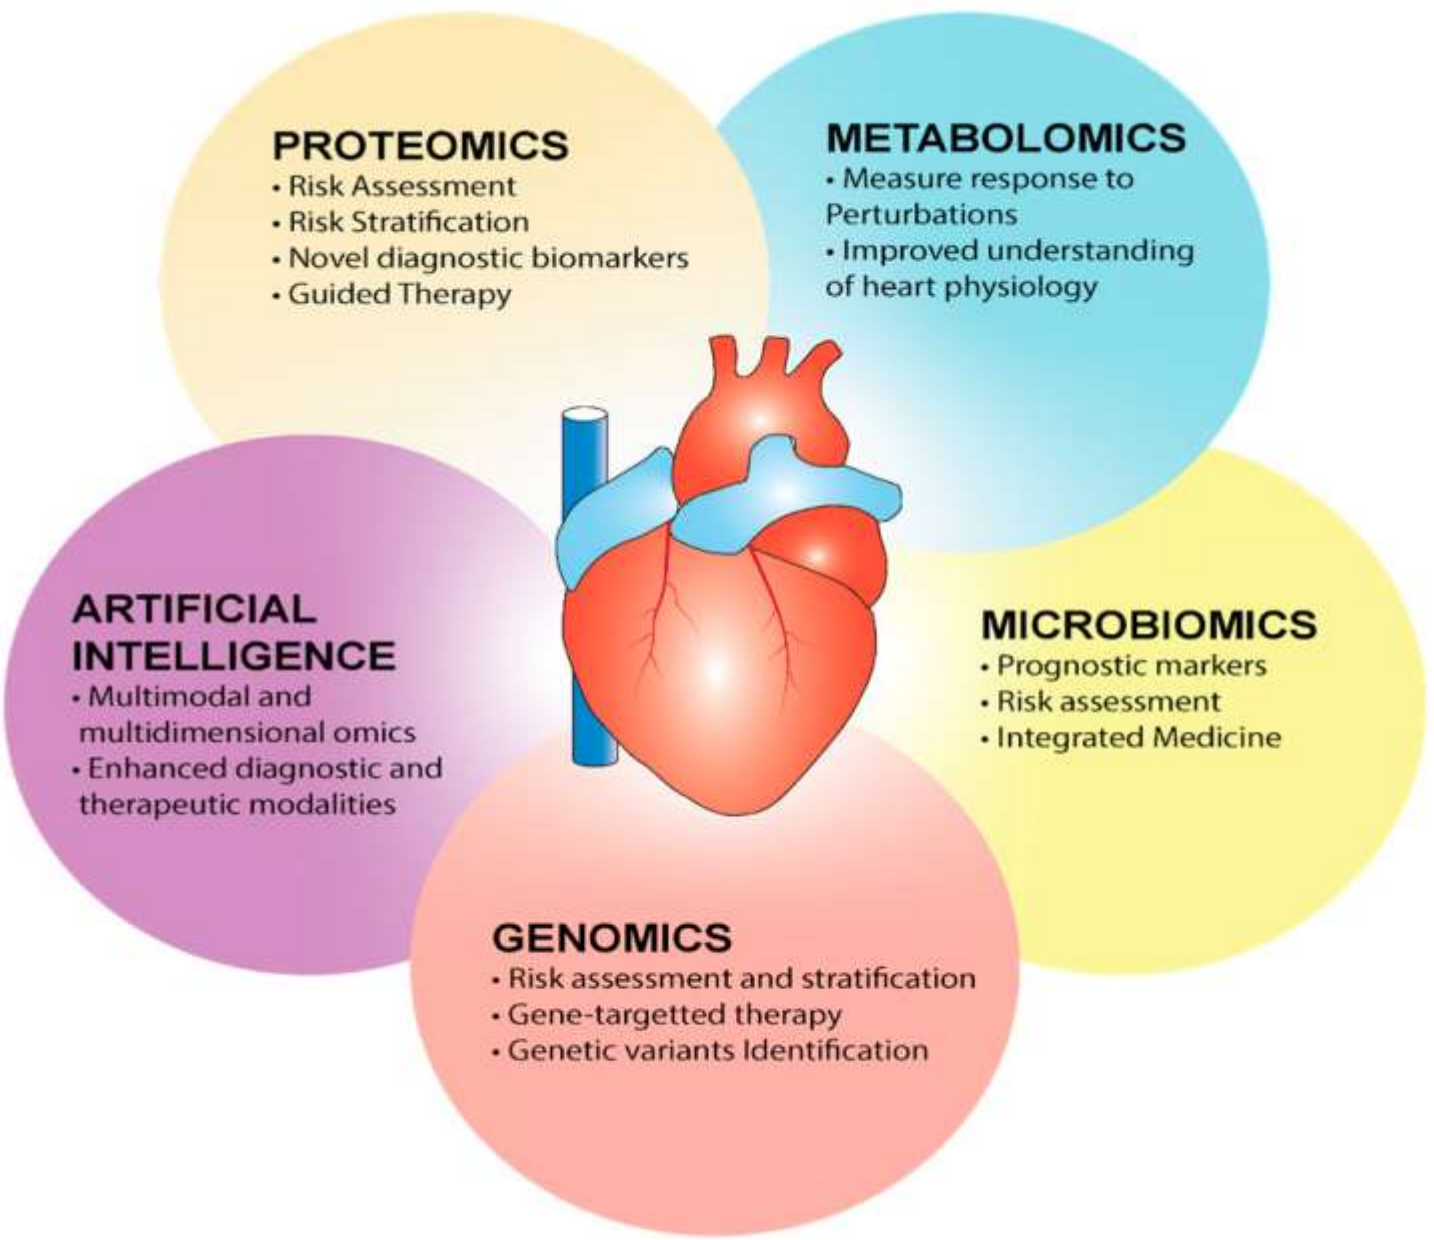 PROTEOMICS
• Risk Assessment
• Risk Stratification
• Novel diagnostic biomarkers
• Guided Therapy
METABOLOMICS
• Measure response to
Perturbations
• Improved understanding
of heart physiology
ARTIFICIAL
INTELLIGENCE
• Multimodal and
multidimensional omics
• Enhanced diagnostic and
therapeutic modalities
MICROBIOMICS
• Prognostic markers
• Risk assessment
• Integrated Medicine
GENOMICS
• Risk assessment and stratification
• Gene-targetted therapy
• Genetic variants Identification